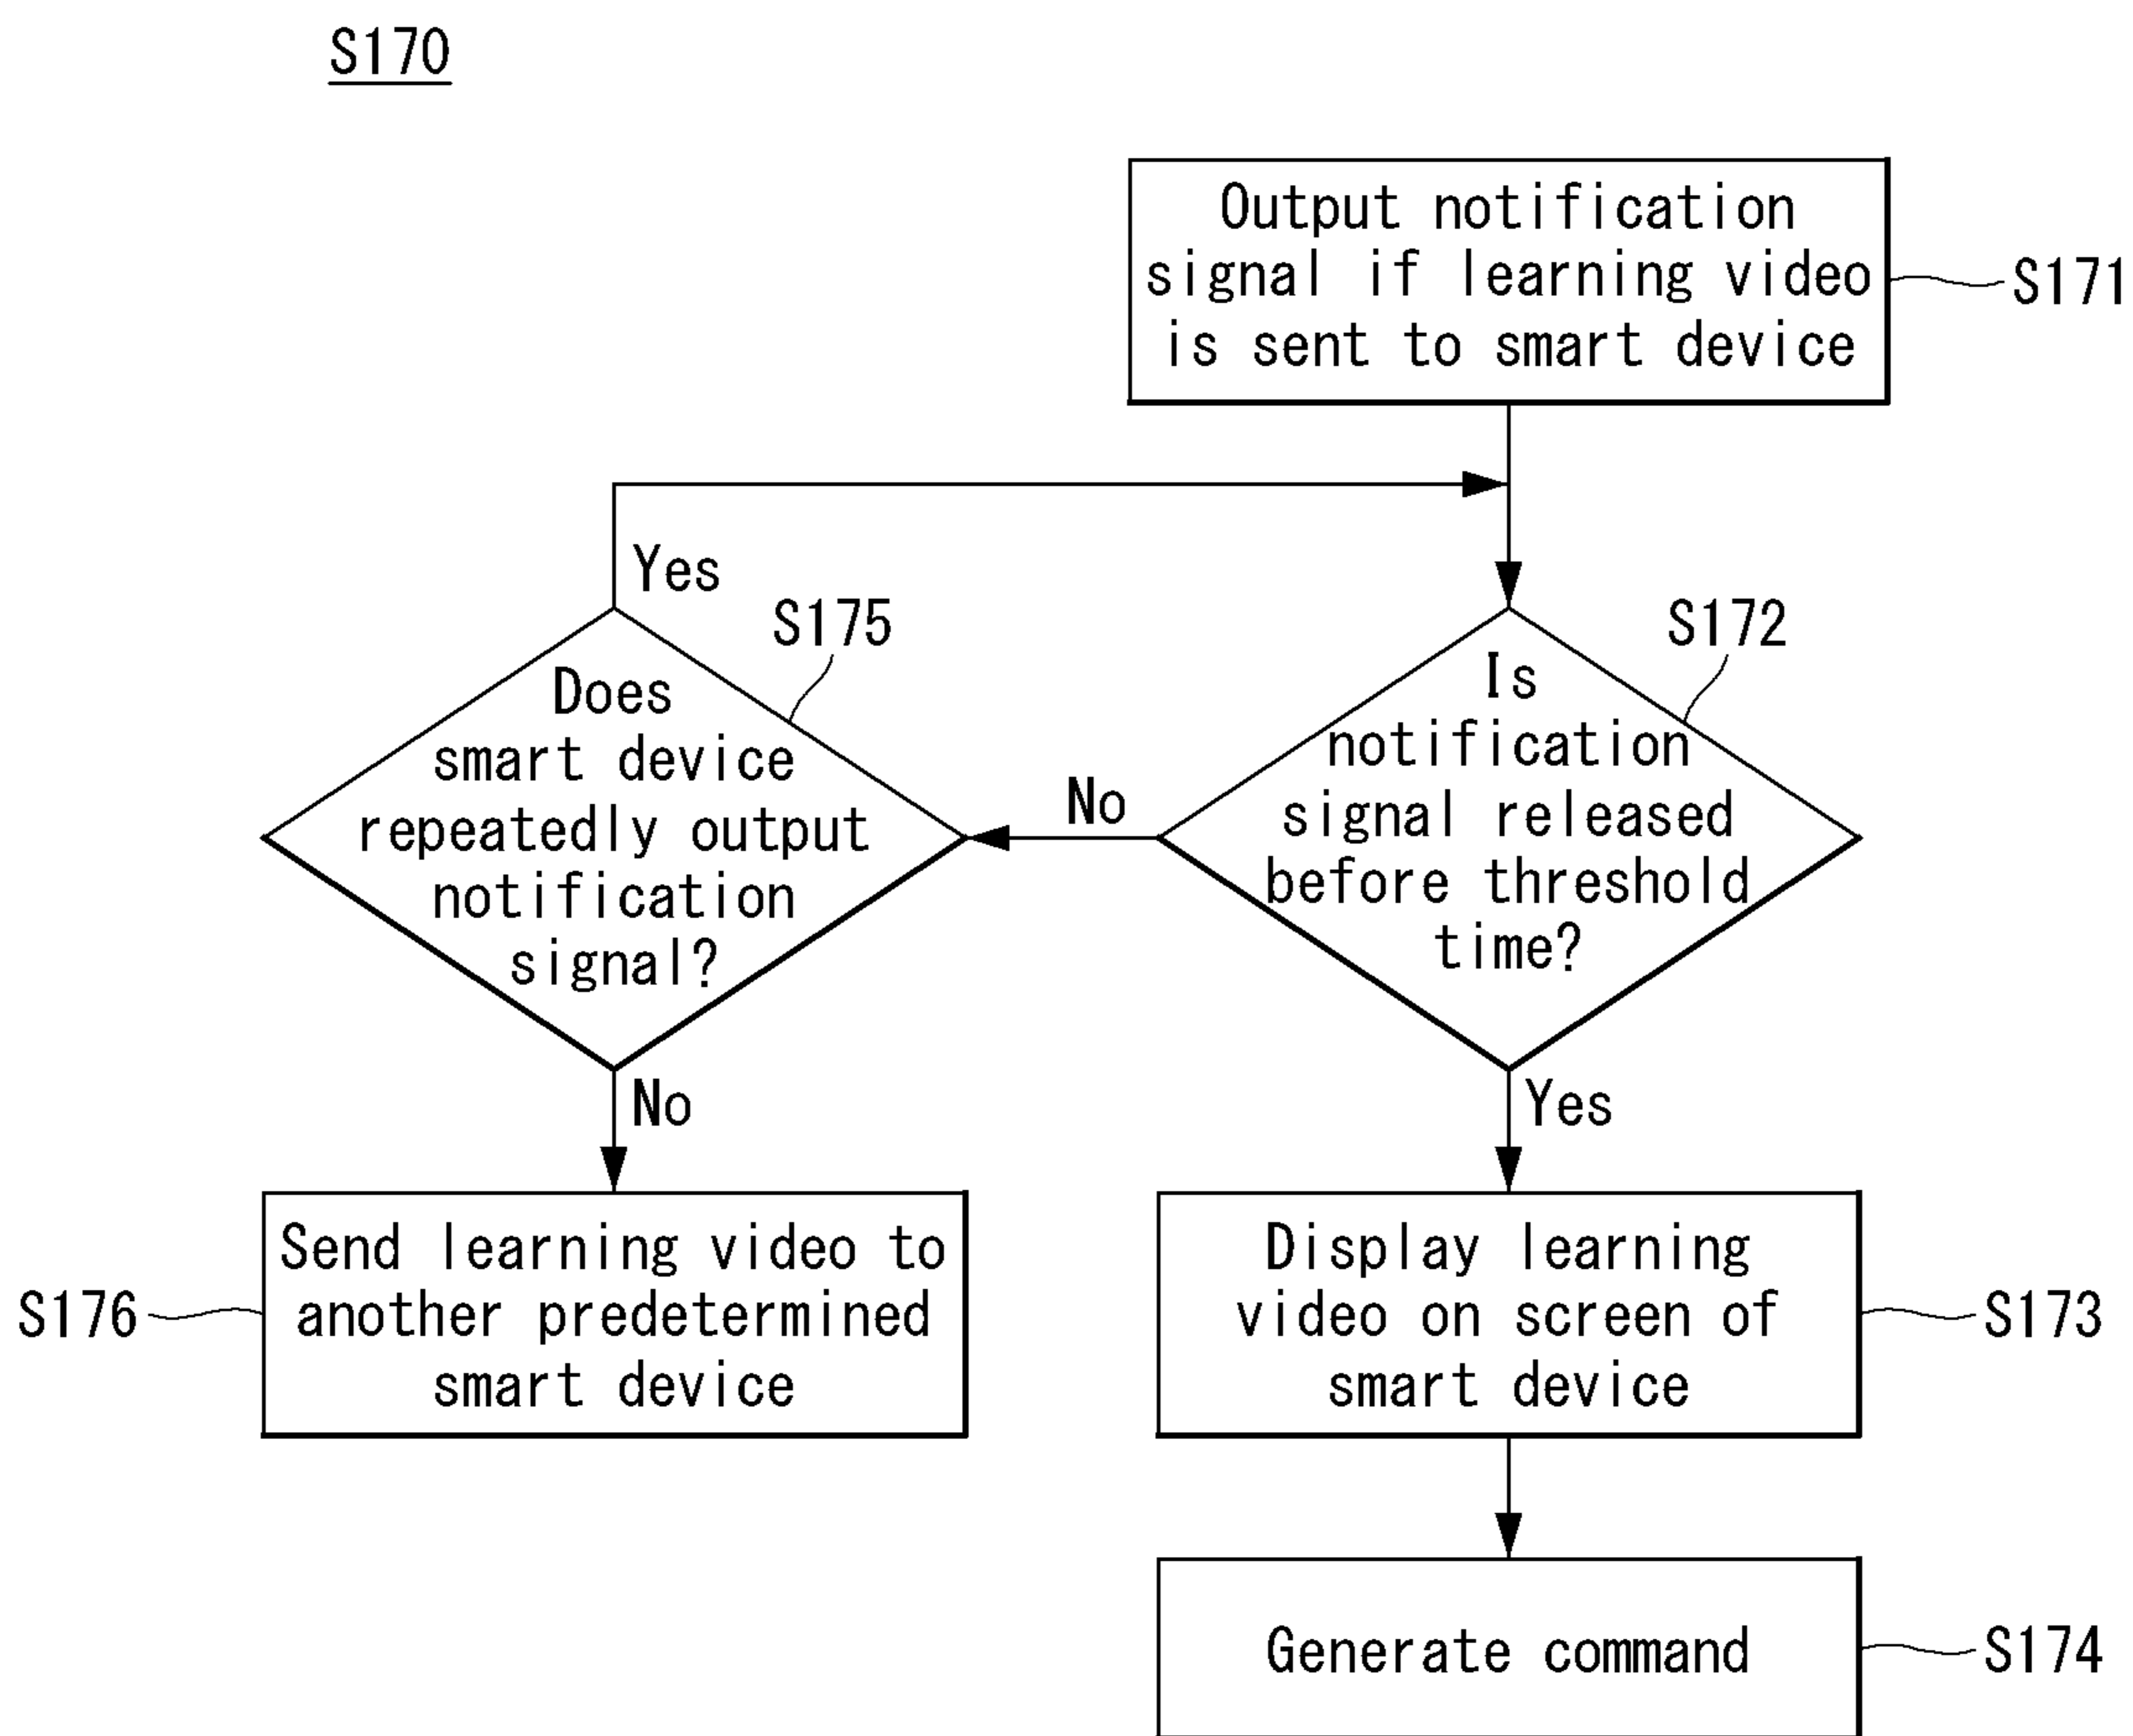 S170
Output notification
signal if learning video
is sent to smart device
S171
Yes
S175
Does
smart device
repeatedly output
notification
signal?
No
S172
Is
notification
signal released
before threshold
time?
No
Yes
Send learning video to
another predetermined
smart device
S176
Display learning
video on screen of
smart device
S173
Generate command
S174